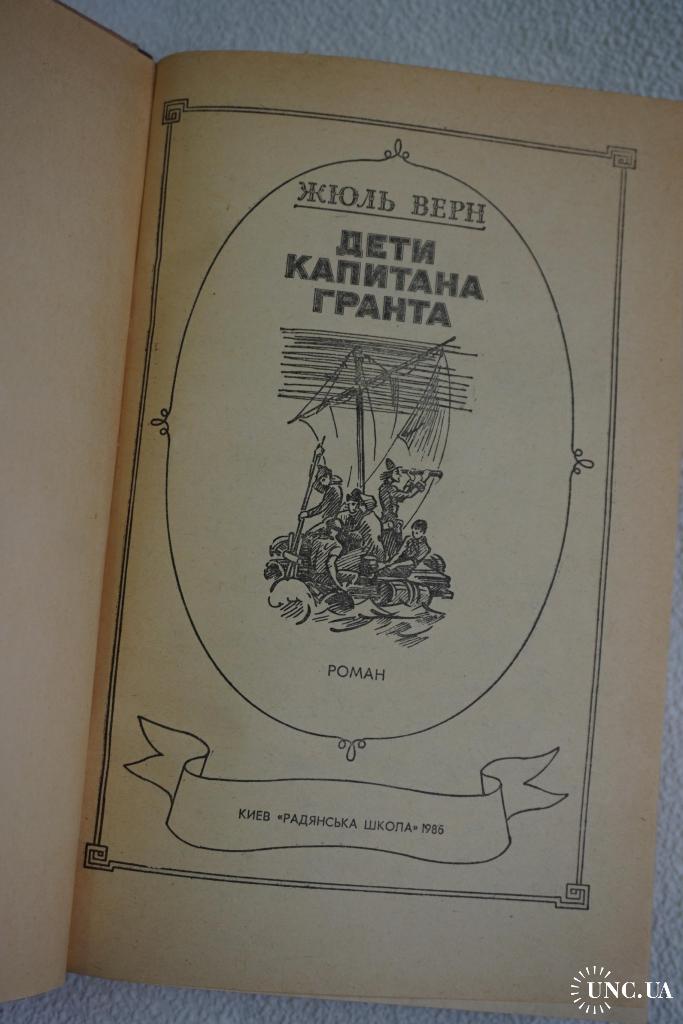 ЖЮЛЬ ВЕРН
ДЕТИ
КАПИТАНА
ГРАНТА
РОМАН
КИЕВ «РАДЯНСЬКА ШКОЛА» 1986
UNC.UA